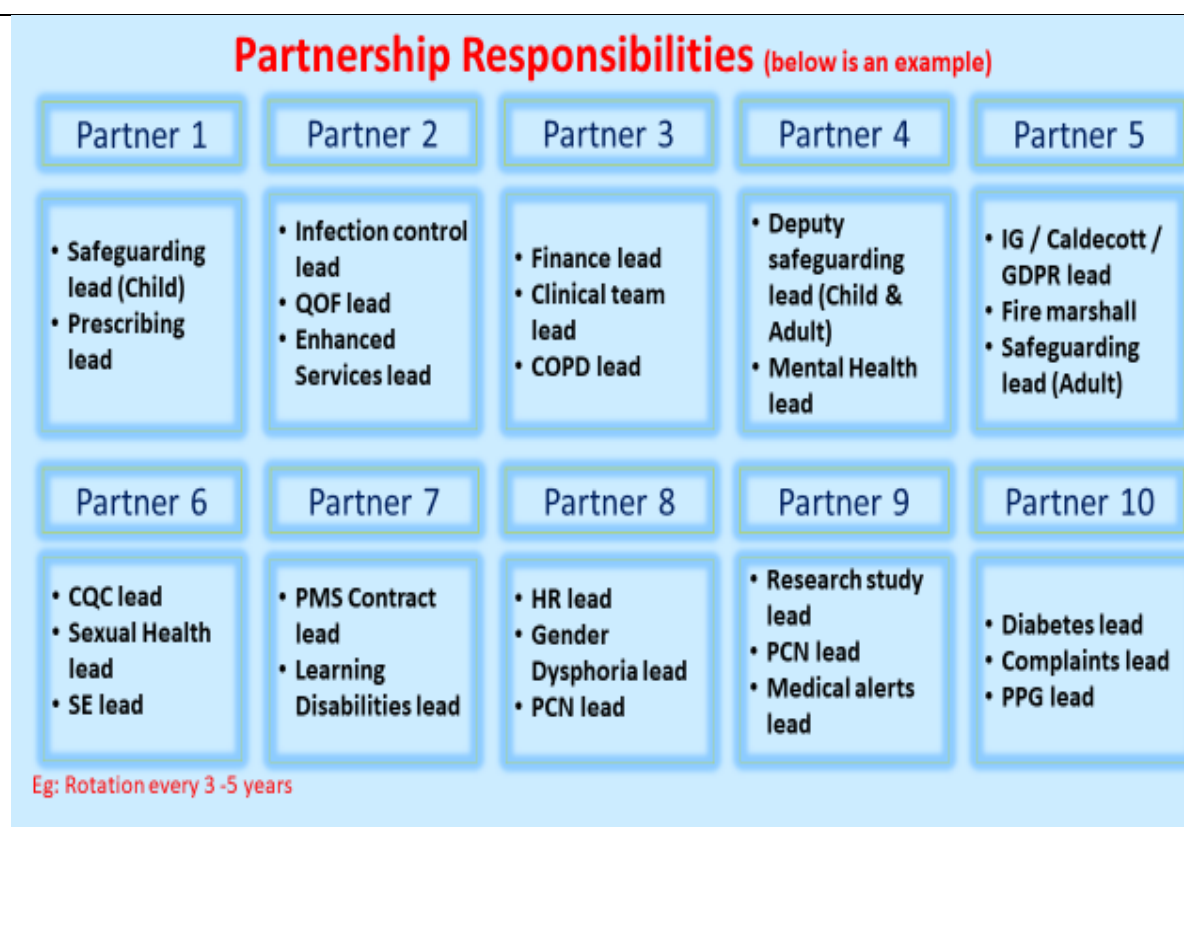 Partnership Responsibilities (below is an example)
Partner 1
• Safeguarding
lead (Child)
• Prescribing
lead
Partner 2
• Infection control
lead
• QOF lead
• Enhanced
Services lead
Partner 3
• Finance lead
• Clinical team
lead
• COPD lead
Partner 4
• Deputy
safeguarding
lead (Child &
Adult)
• Mental Health
lead
Partner 5
• IG / Caldecott /
GDPR lead
• Fire marshall
• Safeguarding
lead (Adult)
Partner 6
• CQC lead
• Sexual Health
lead
• SE lead
Partner 7
• PMS Contract
lead
• Learning
Disabilities lead
Partner 8
• HR lead
• Gender
Dysphoria lead
• PCN lead
Partner 9
• Research study
lead
• PCN lead
• Medical alerts
lead
Partner 10
• Diabetes lead
• Complaints lead
• PPG lead
Eg: Rotation every 3 -5 years